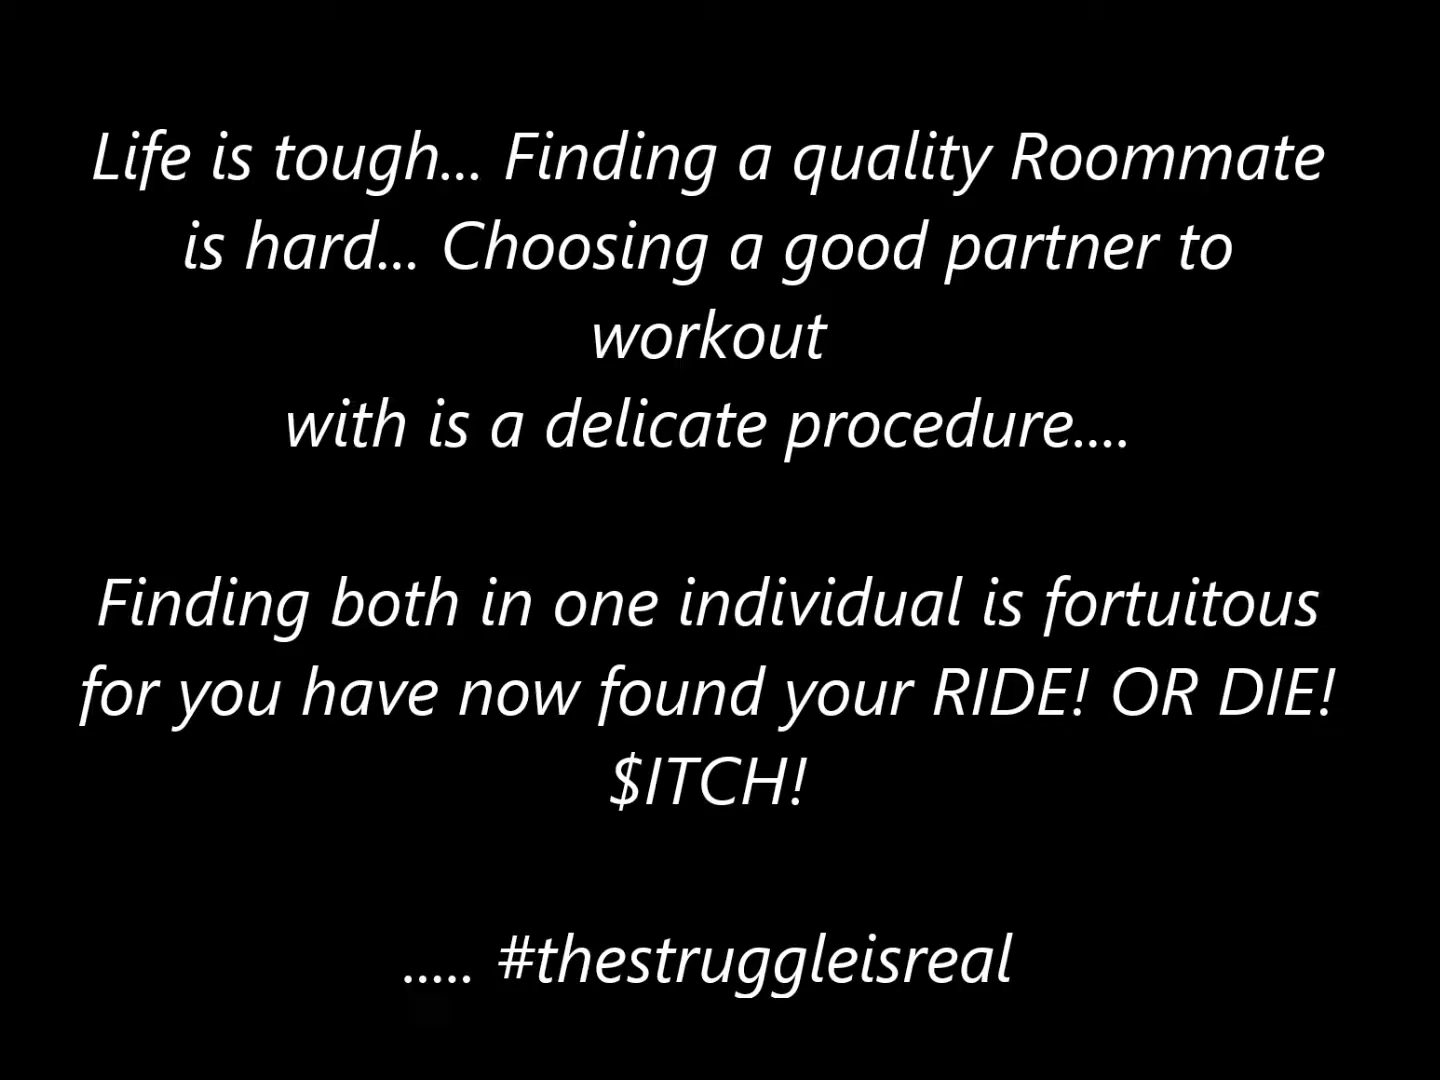 Life is tough... Finding a quality Roommate
is hard... Choosing a good partner to
workout
with is a delicate procedure....
Finding both in one individual is fortuitous
for you have now found your RIDE! OR DIE!
$ITCH!
..... #thestruggleisreal